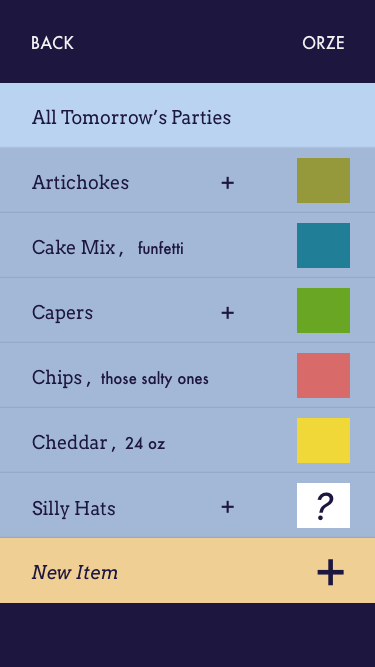 BACK ORZE
All Tomorrow’s Parties
Artichokes +
Cake Mix , funfetti
Capers +
Chips , those salty ones
Cheddar , 24 oz
Silly Hats + ?
New Item +